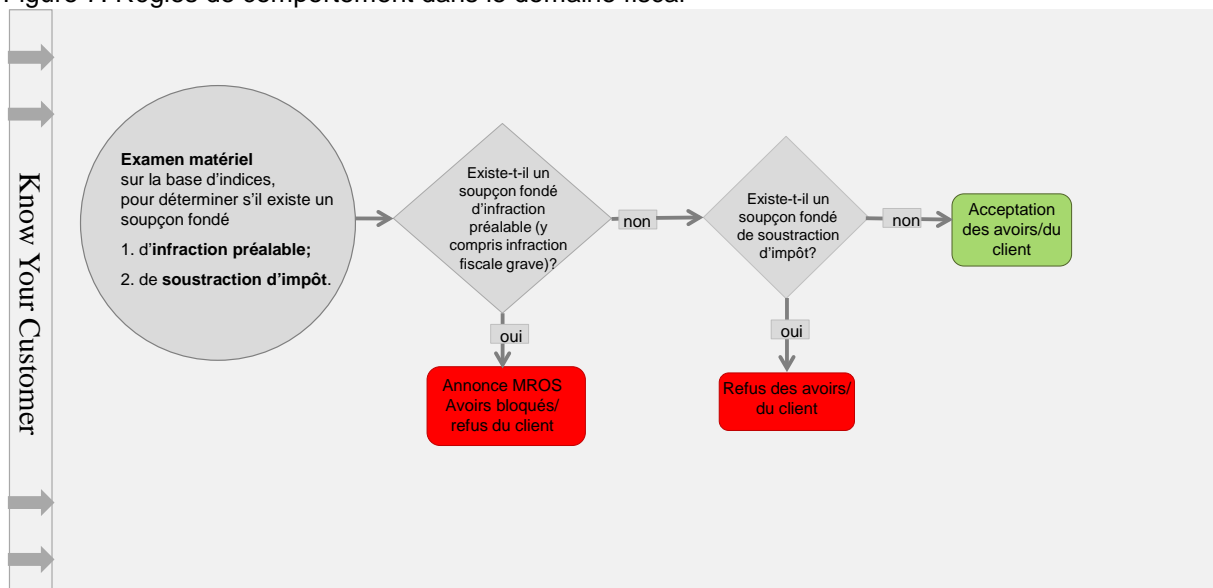 Figure 7: Règles de comportement dans le domaine fiscal
Know Your Customer
Examen matériel
sur la base d'indices,
pour déterminer s'il existe un
soupçon fondé
1. d'infraction préalable;
2. de soustraction d'impôt.
Existe-t-il un
soupçon fondé
d'infraction
préalable (y
compris infraction
fiscale grave)?
non
Existe-t-il un
soupçon fondé
de soustraction
d'impôt?
non
Acceptation
des avoirs/du
client
oui
Annonce MROS
Avoirs bloqués/
refus du client
oui
Refus des avoirs/
du client